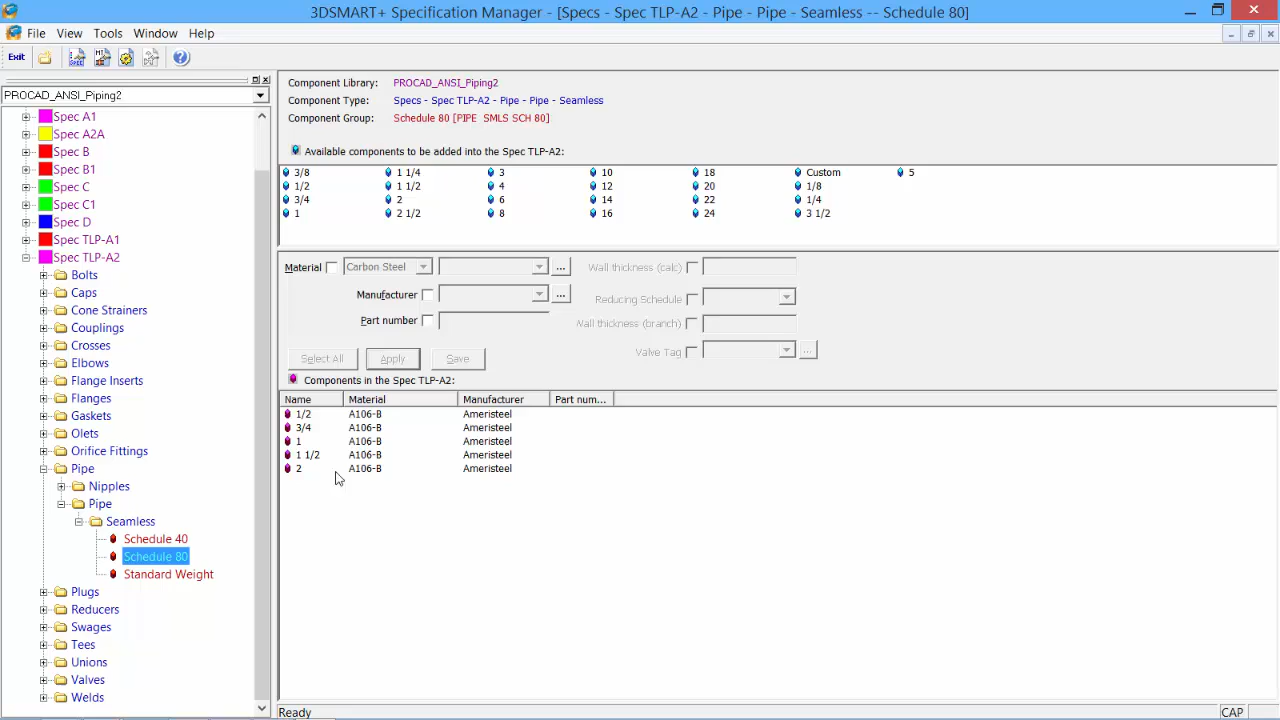 3DSMART+ Specification Manager - [Specs - Spec TLP-A2 - Pipe - Pipe - Seamless -- Schedule 80]
File View Tools Window Help
Exit
PROCAD_ANSI_Piping2
Spec A1
Spec A2A
Spec B
Spec B1
Spec C
Spec C1
Spec D
Spec TLP-A1
Spec TLP-A2
Bolts
Caps
Cone Strainers
Couplings
Crosses
Elbows
Flange Inserts
Flanges
Gaskets
Olets
Orifice Fittings
Pipe
Nipples
Pipe
Seamless
Schedule 40
Schedule 80
Standard Weight
Plugs
Reducers
Swages
Tees
Unions
Valves
Welds
Component Library: PROCAD_ANSI_Piping2
Component Type: Specs - Spec TLP-A2 - Pipe - Pipe - Seamless
Component Group: Schedule 80 [PIPE SMLS SCH 80]
Available components to be added into the Spec TLP-A2:
3/8 1 1/4 3 10 18 Custom 5
1/2 1 1/2 4 12 20 1/8
3/4 2 6 14 22 1/4
1 2 1/2 8 16 24 3 1/2
Material Carbon Steel ... Wall thickness (calc)
Manufacturer ... Reducing Schedule
Part number Wall thickness (branch)
Select All Apply Save Valve Tag ...
Components in the Spec TLP-A2:
Name Material Manufacturer Part num...
1/2 A106-B Ameristeel
3/4 A106-B Ameristeel
1 A106-B Ameristeel
1 1/2 A106-B Ameristeel
2 A106-B Ameristeel
Ready CAP